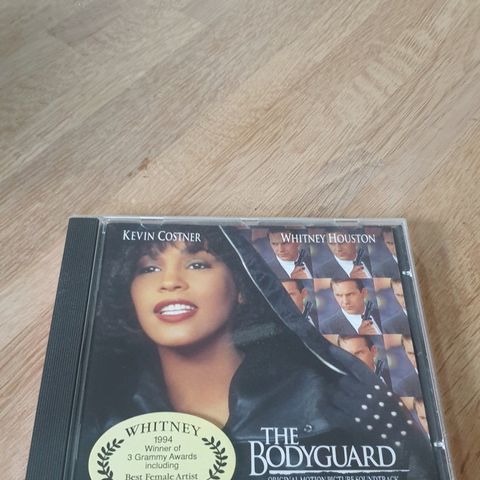 KEVIN COSTNER
WHITNEY HOUSTON
WHITNEY
1994
Winner of
3 Grammy Awards
including
Best Female Artist
THE
BODYGUARD
ORIGINAL MOTION PICTURE SOUNDTRACK